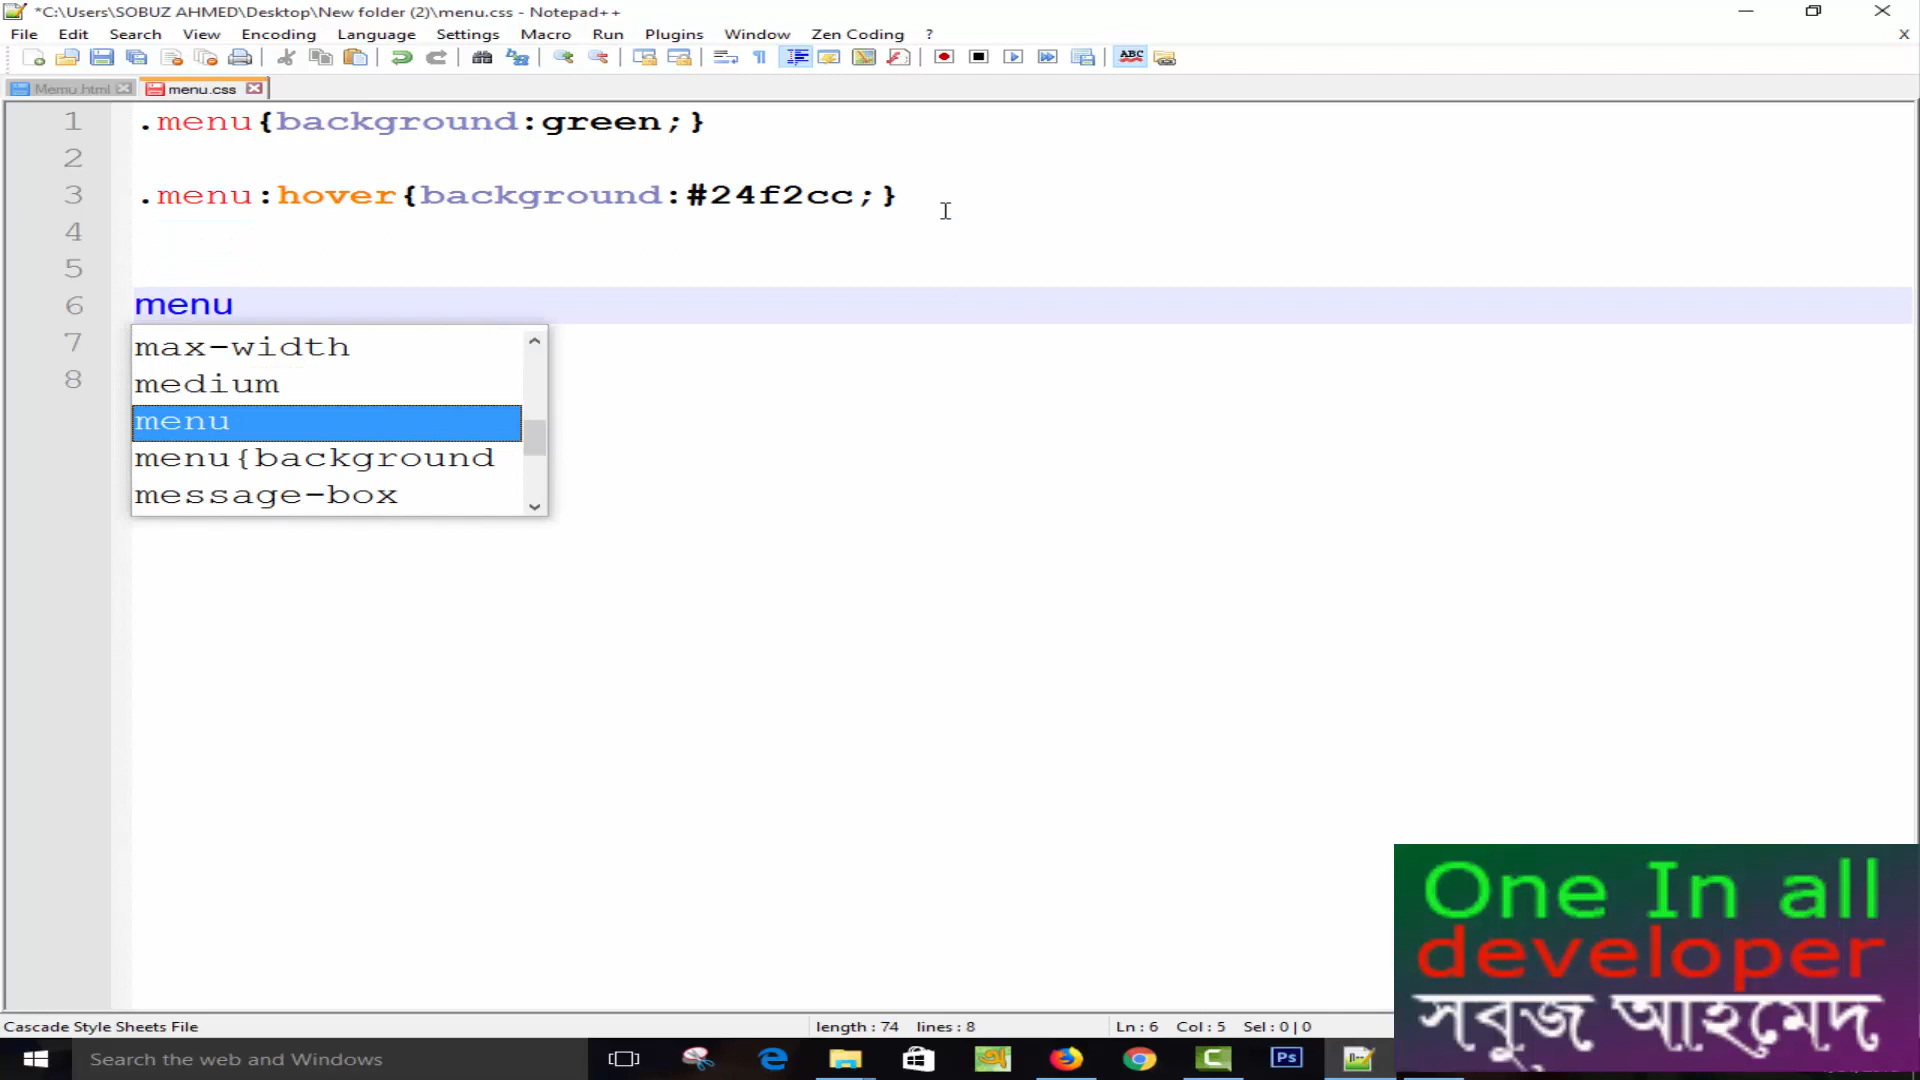 *C:\Users\SOBUZ AHMED\Desktop\New folder (2)\menu.css - Notepad++
File Edit Search View Encoding Language Settings Macro Run Plugins Window Zen Coding ? X
ABC
Memu.html menu.css
1 .menu{background:green;}
2
3 .menu:hover{background:#24f2cc;}
4
5
6 menu
7 max-width
medium
8
menu
menu{background
message-box
One In all
developer
সবুজ আহমেদ
Cascade Style Sheets File length : 74 lines : 8 Ln : 6 Col : 5 Sel : 0 | 0
Search the web and Windows